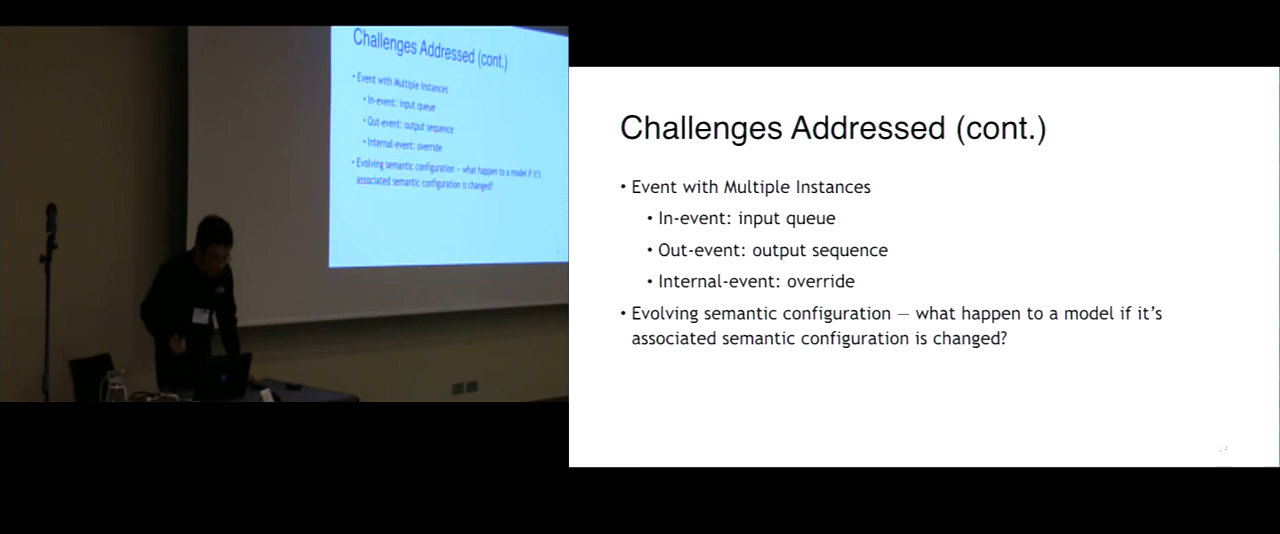 Challenges Addressed (cont.)
• Event with Multiple Instances
• In-event: input queue
• Out-event: output sequence
• Internal-event: override
• Evolving semantic configuration – what happen to a model if it's
associated semantic configuration is changed?
Challenges Addressed (cont.)
• Event with Multiple Instances
• In-event: input queue
• Out-event: output sequence
• Internal-event: override
• Evolving semantic configuration – what happen to a model if it's
associated semantic configuration is changed?